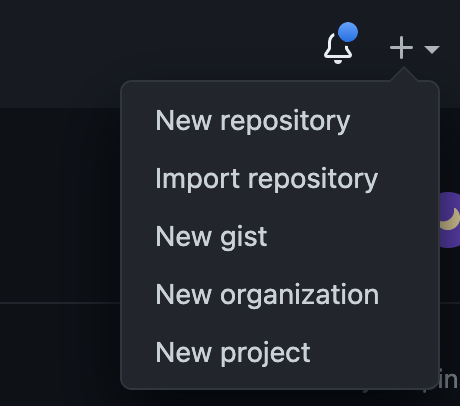 New repository
Import repository
New gist
New organization
New project